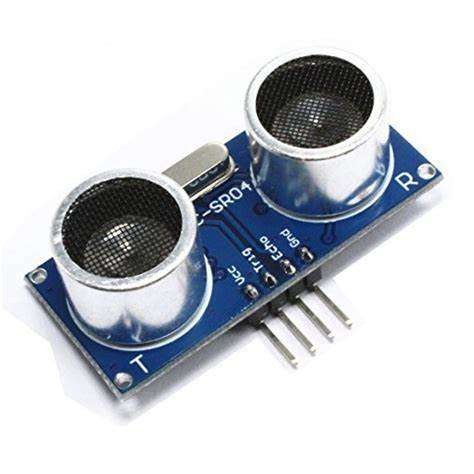 -SR04
R
Vcc
Trig
Echo
Gnd
T